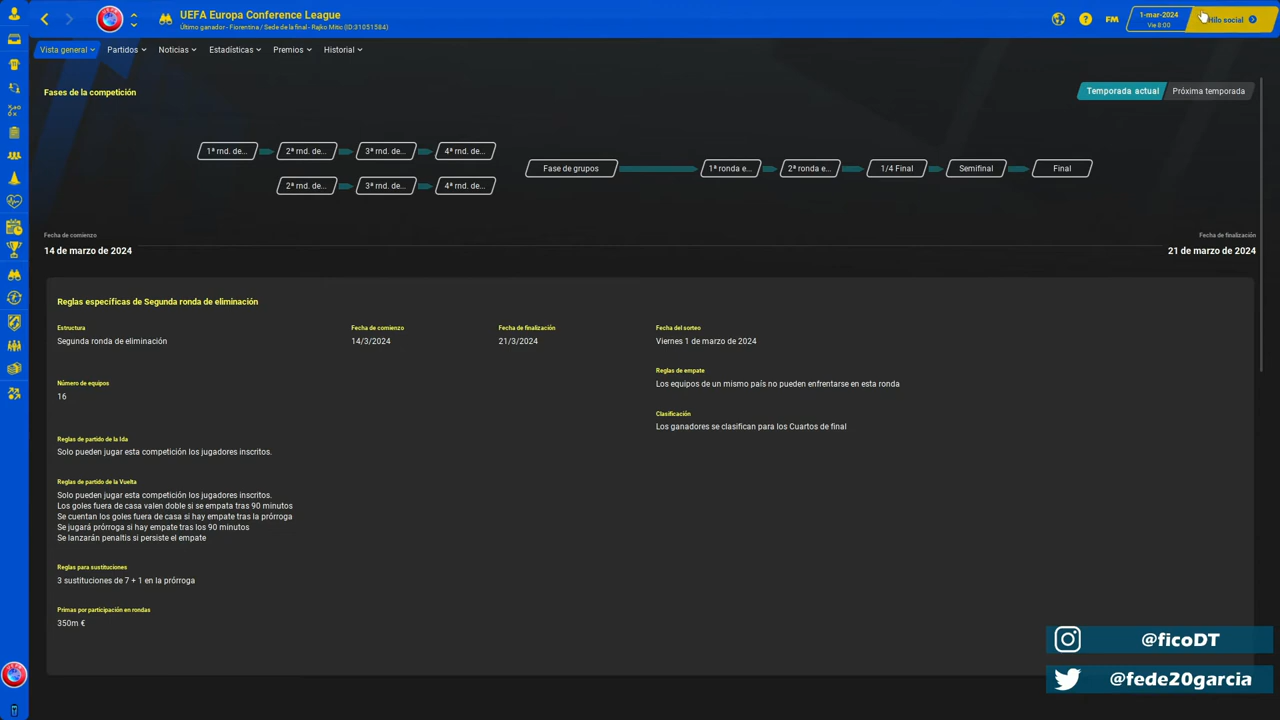 UEFA Europa Conference League
Último ganador - Fiorentina / Sede de la final - Rajko Mitic (ID:31051584)
FM
1-mar-2024
Vie 8:00
Hilo social
Vista general
Partidos
Noticias
Estadísticas
Premios
Historial
Fases de la competición
Temporada actual
Próxima temporada
1ª rnd. de...
2ª rnd. de...
3ª rnd. de...
4ª rnd. de...
2ª rnd. de...
3ª rnd. de...
4ª rnd. de...
Fase de grupos
1ª ronda e...
2ª ronda e...
1/4 Final
Semifinal
Final
Fecha de comienzo
14 de marzo de 2024
Fecha de finalización
21 de marzo de 2024
Reglas específicas de Segunda ronda de eliminación
Estructura
Segunda ronda de eliminación
Fecha de comienzo
14/3/2024
Fecha de finalización
21/3/2024
Fecha del sorteo
Viernes 1 de marzo de 2024
Número de equipos
16
Reglas de empate
Los equipos de un mismo país no pueden enfrentarse en esta ronda
Clasificación
Los ganadores se clasifican para los Cuartos de final
Reglas de partido de la Ida
Solo pueden jugar esta competición los jugadores inscritos.
Reglas de partido de la Vuelta
Solo pueden jugar esta competición los jugadores inscritos.
Los goles fuera de casa valen doble si se empata tras 90 minutos
Se cuentan los goles fuera de casa si hay empate tras la prórroga
Se jugará prórroga si hay empate tras los 90 minutos
Se lanzarán penaltis si persiste el empate
Reglas para sustituciones
3 sustituciones de 7 + 1 en la prórroga
Primas por participación en rondas
350m €
@ficoDT
@fede20garcia